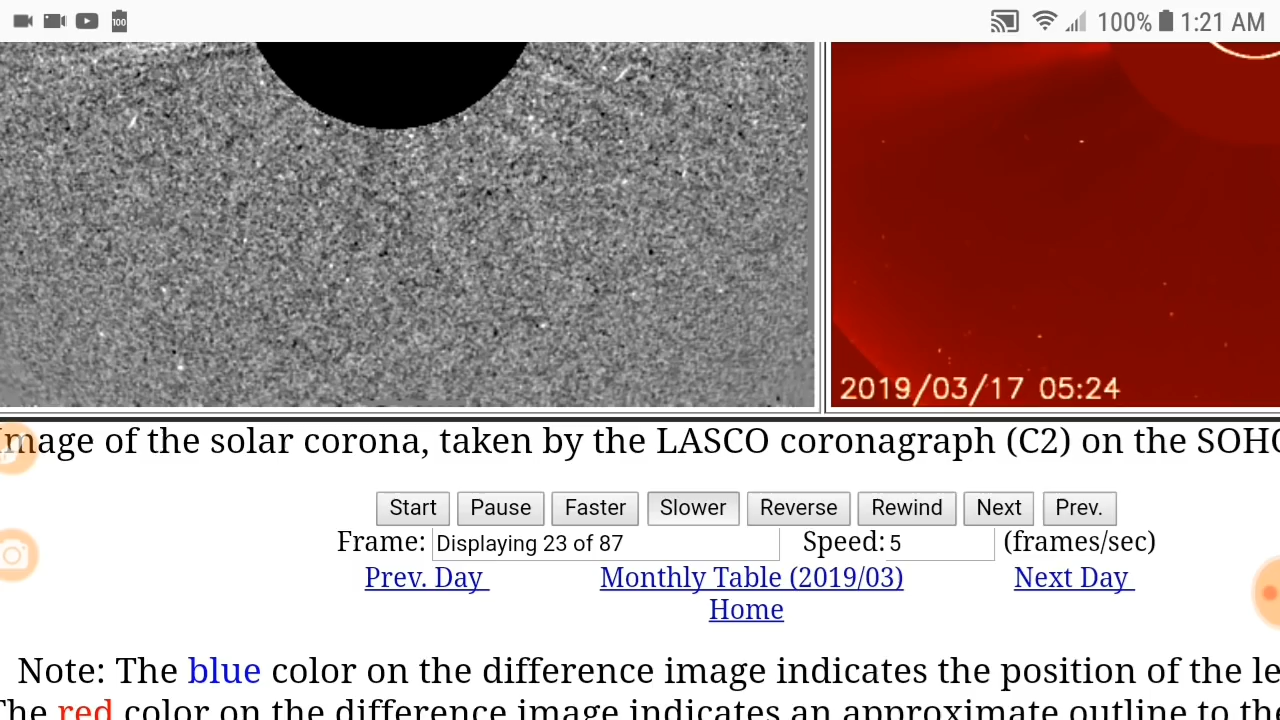 100 100% 1:21 AM
2019/03/17 05:24
Image of the solar corona, taken by the LASCO coronagraph (C2) on the SOHO
Start Pause Faster Slower Reverse Rewind Next Prev.
Frame: Displaying 23 of 87 Speed: 5 (frames/sec)
Prev. Day Monthly Table (2019/03) Next Day
Home
Note: The blue color on the difference image indicates the position of the le
The red color on the difference image indicates an approximate outline to the